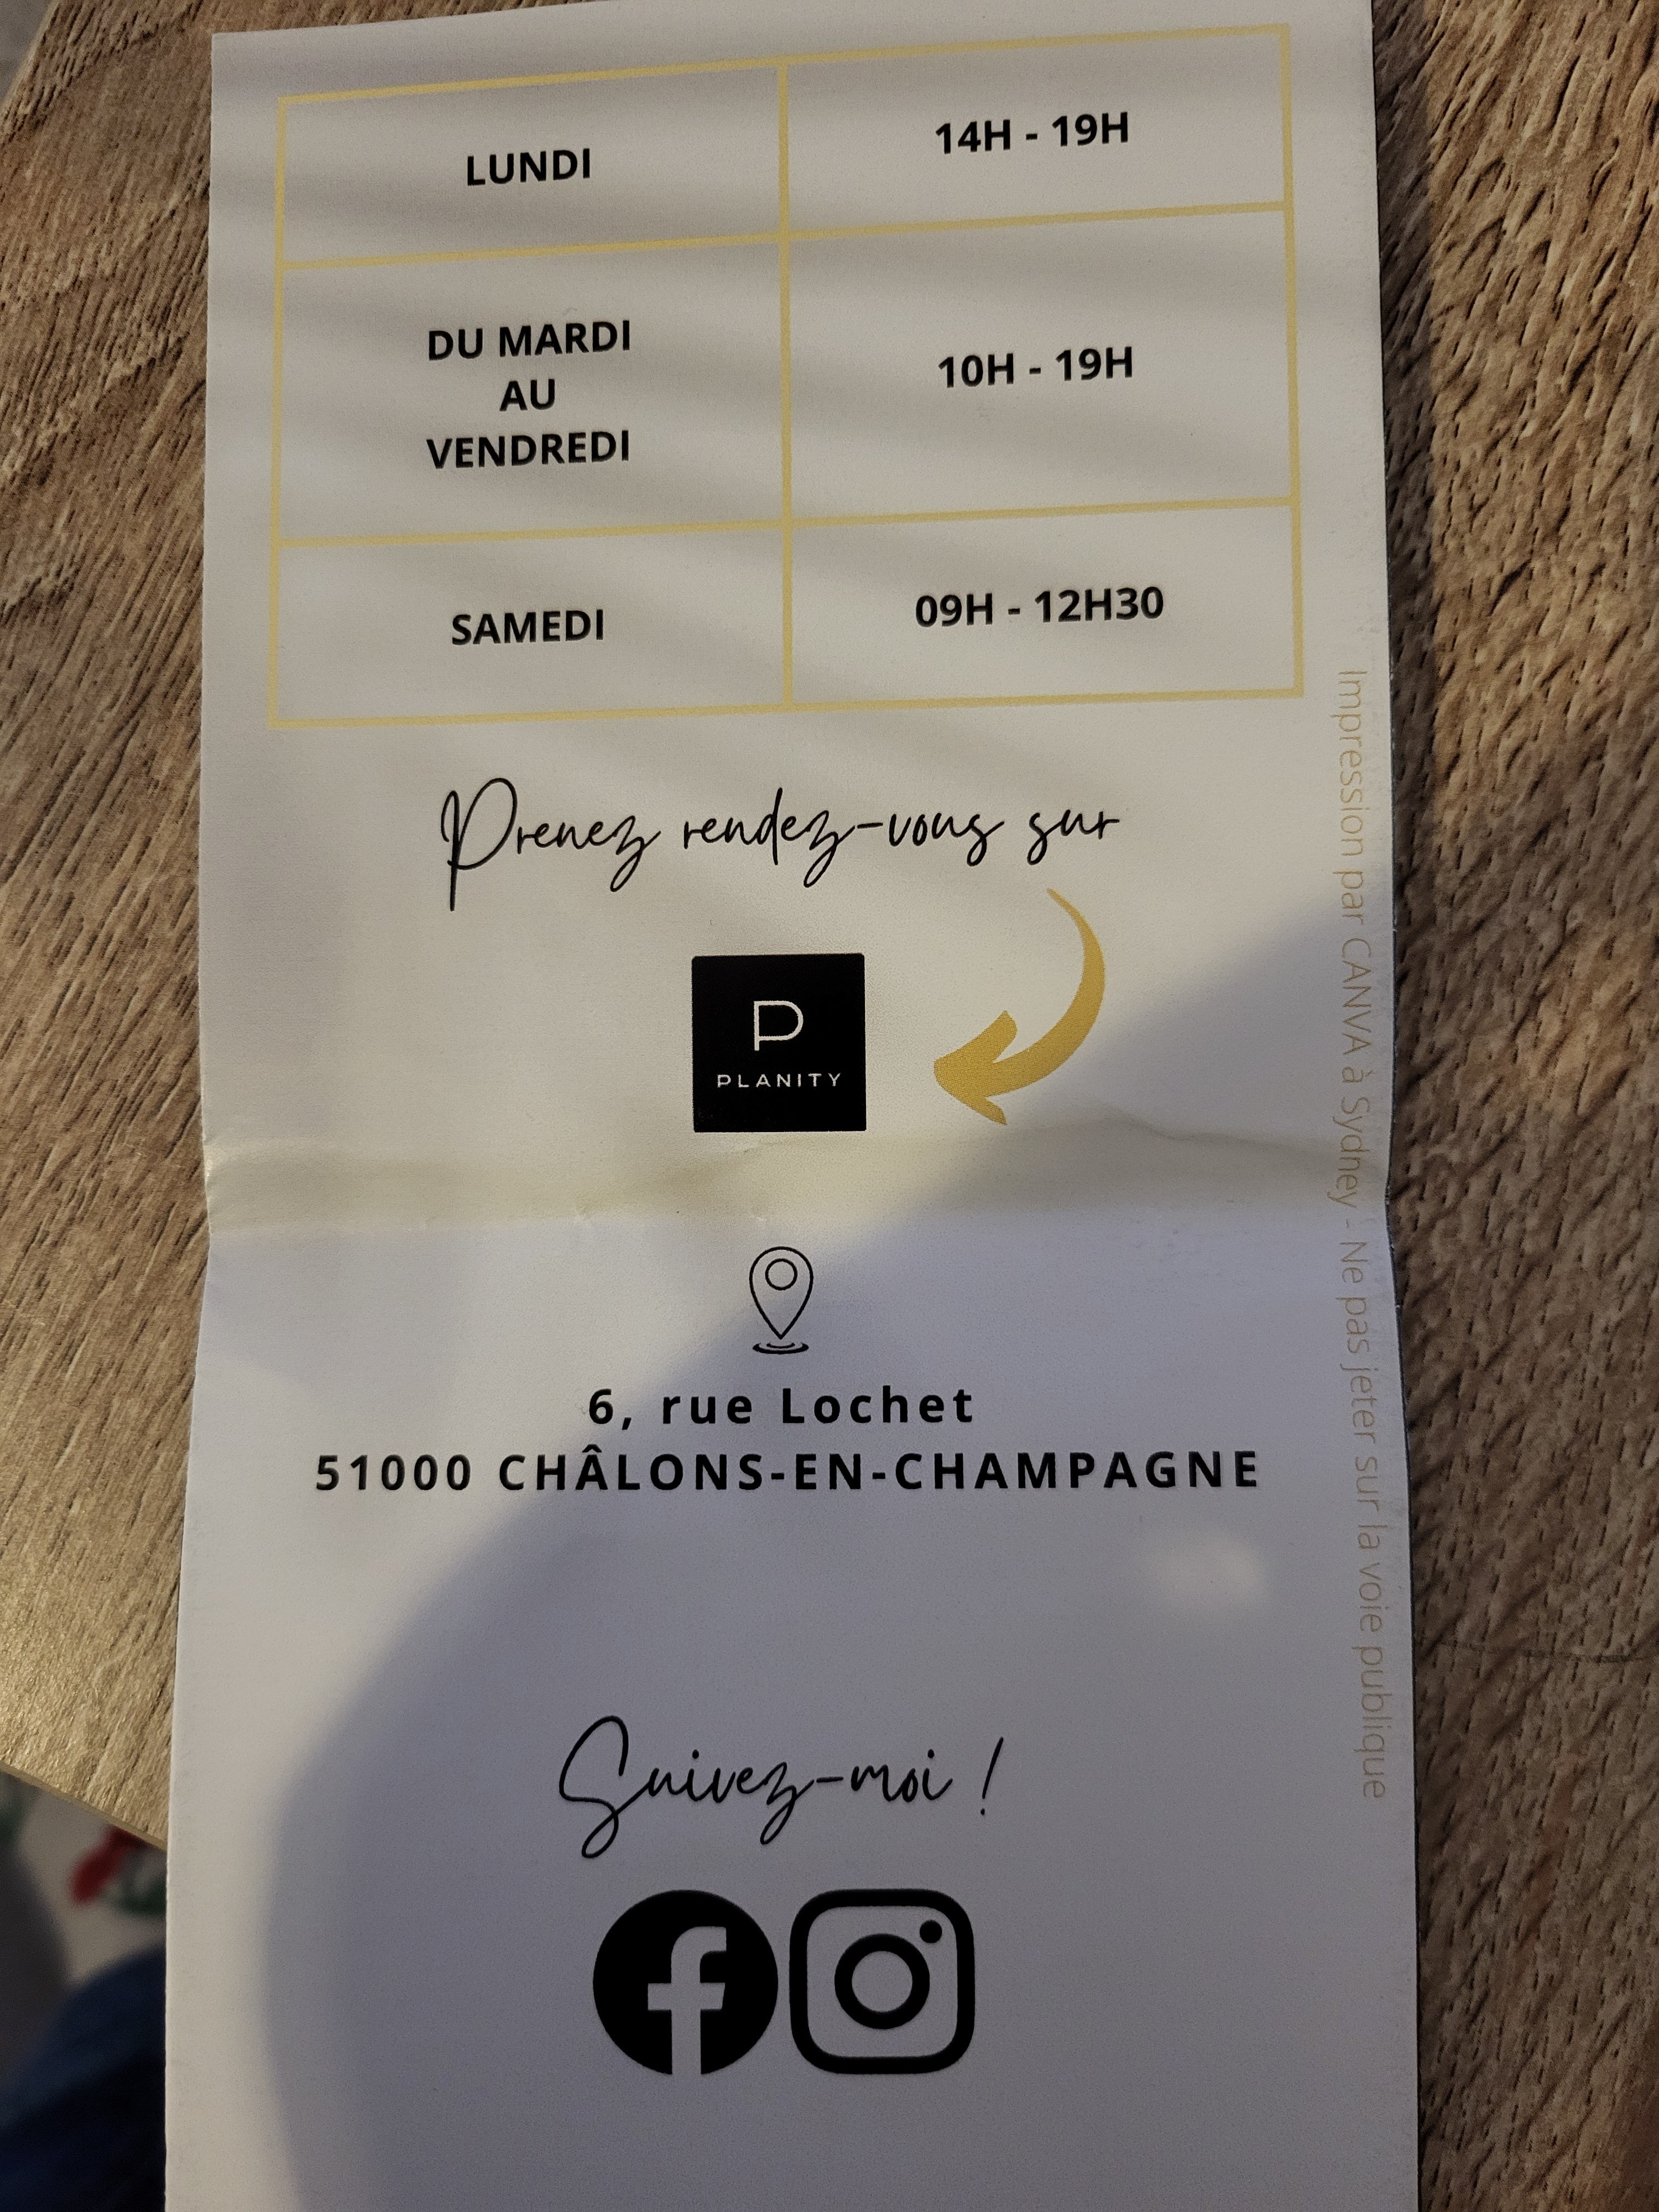 LUNDI
14H - 19H
DU MARDI
AU
VENDREDI
10H - 19H
SAMEDI
09H - 12H30
Prenez rendez-vous sur
P
PLANITY
6, rue Lochet
51000 CHÂLONS-EN-CHAMPAGNE
Suivez-moi !
Impression par CANVA à Sydney - Ne pas jeter sur la voie publique